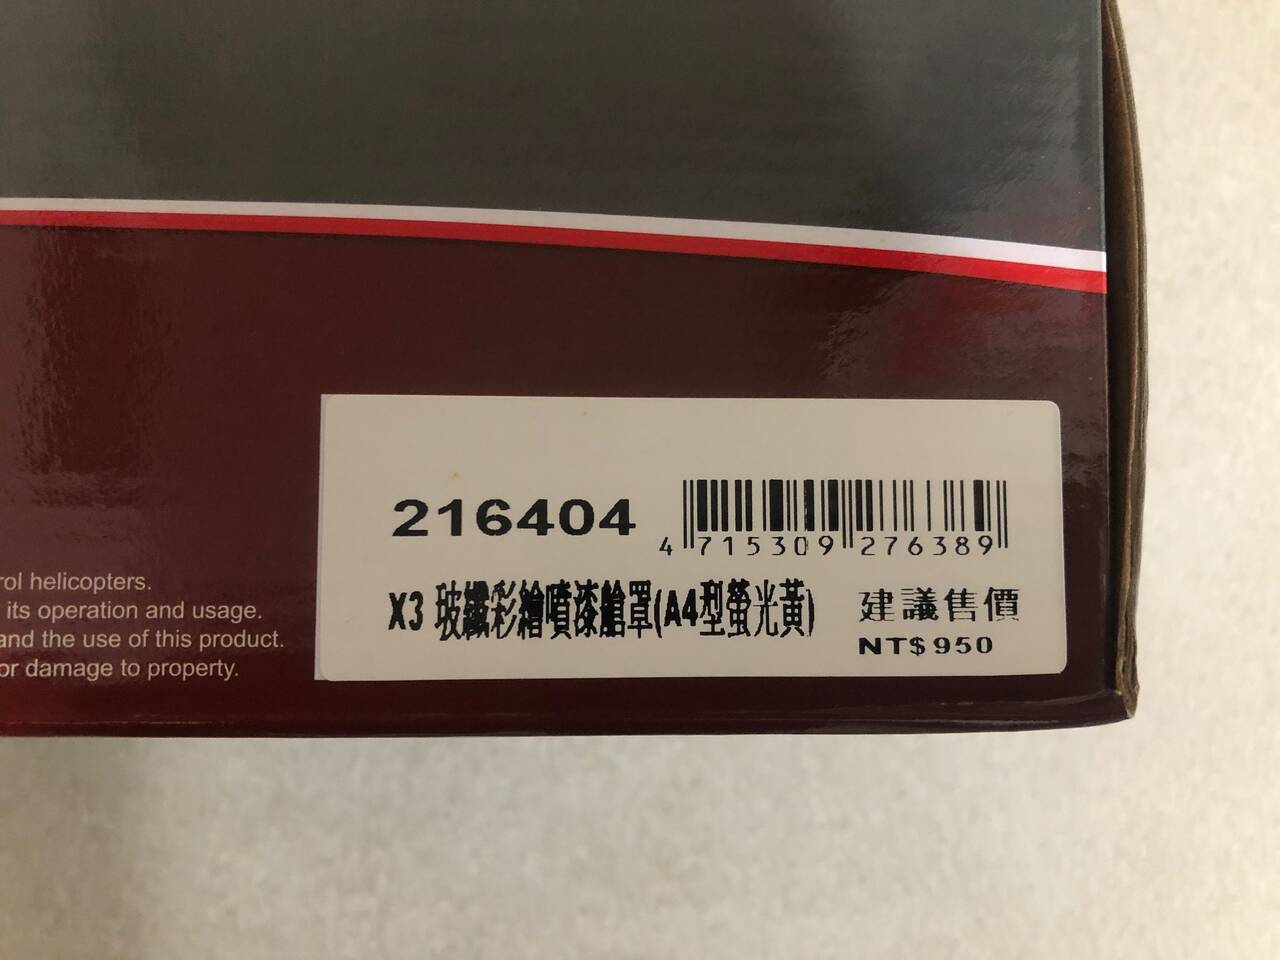 rol helicopters.
its operation and usage.
and the use of this product.
or damage to property.
216404
4 715309 276389
X3 玻纖彩繪噴漆艙罩(A4型螢光黃)
建議售價
NT$950